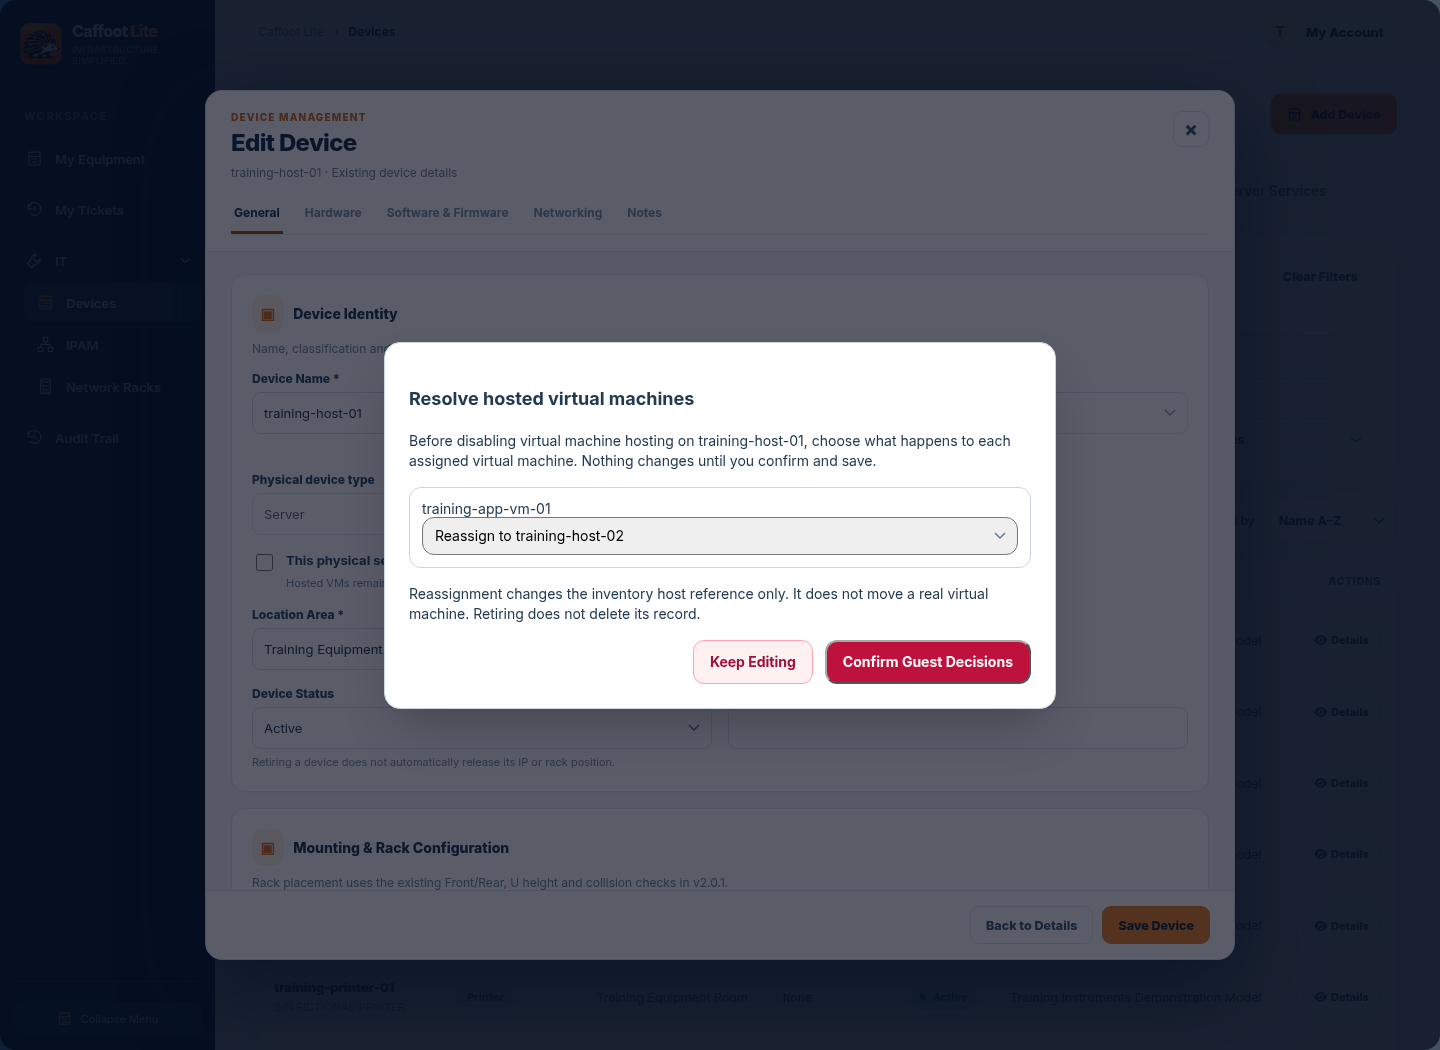 Caffoot Lite
INFRASTRUCTURE.
SIMPLIFIED.
Caffoot Lite › Devices
T My Account
WORKSPACE
My Equipment
My Tickets
IT
Devices
IPAM
Network Racks
Audit Trail
Collapse Menu
Add Device
Clear Filters
by Name A–Z
ACTIONS
Details
Details
Details
Details
Details
Details
DEVICE MANAGEMENT
Edit Device
training-host-01 · Existing device details
General Hardware Software & Firmware Networking Notes
Device Identity
Name, classification
Device Name *
training-host-01
Physical device type
Server
This physical
Hosted VMs
Location Area *
Training Equipment
Device Status
Active
Retiring a device does not automatically release its IP or rack position.
Mounting & Rack Configuration
Rack placement uses the existing Front/Rear, U height and collision checks in v2.0.1.
Back to Details Save Device
Resolve hosted virtual machines
Before disabling virtual machine hosting on training-host-01, choose what happens to each
assigned virtual machine. Nothing changes until you confirm and save.
training-app-vm-01
Reassign to training-host-02
Reassignment changes the inventory host reference only. It does not move a real virtual
machine. Retiring does not delete its record.
Keep Editing Confirm Guest Decisions
training-printer-01
Printer Training Equipment Room None Active Training Instruments Demonstration Model